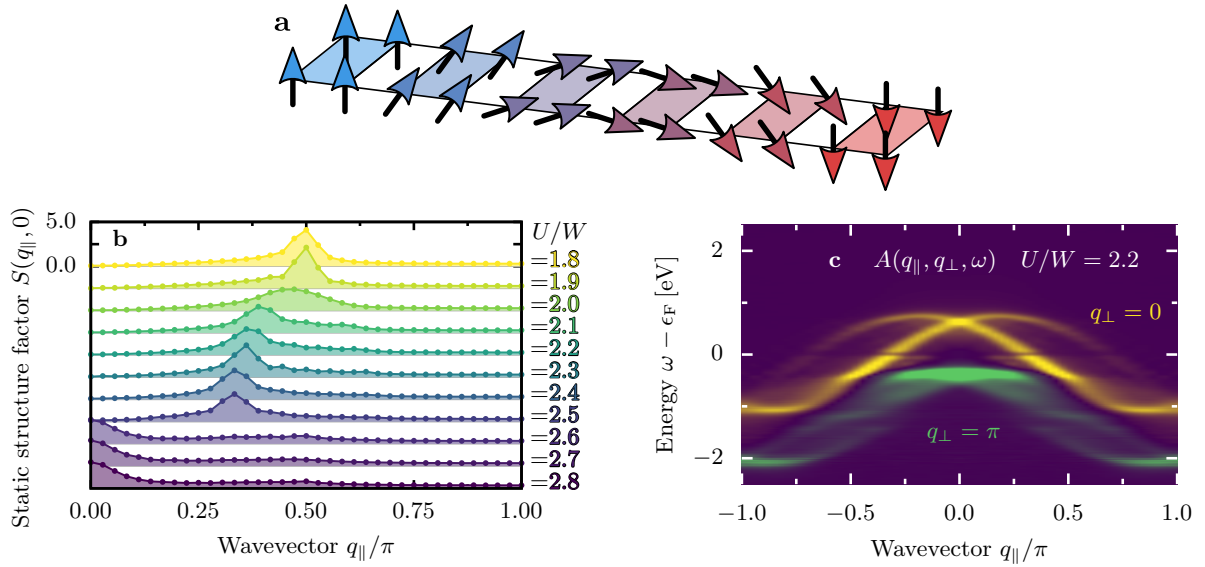 a
5.0
0.0
b
U/W
=1.8
=1.9
=2.0
=2.1
=2.2
=2.3
=2.4
=2.5
=2.6
=2.7
=2.8
0.00 0.25 0.50 0.75 1.00
Wavevector q∥/π
Static structure factor S(q∥, 0)
c A(q∥, q⊥, ω) U/W = 2.2
q⊥ = 0
q⊥ = π
2
0
−2
Energy ω − ϵF [eV]
−1.0 −0.5 0.0 0.5 1.0
Wavevector q∥/π